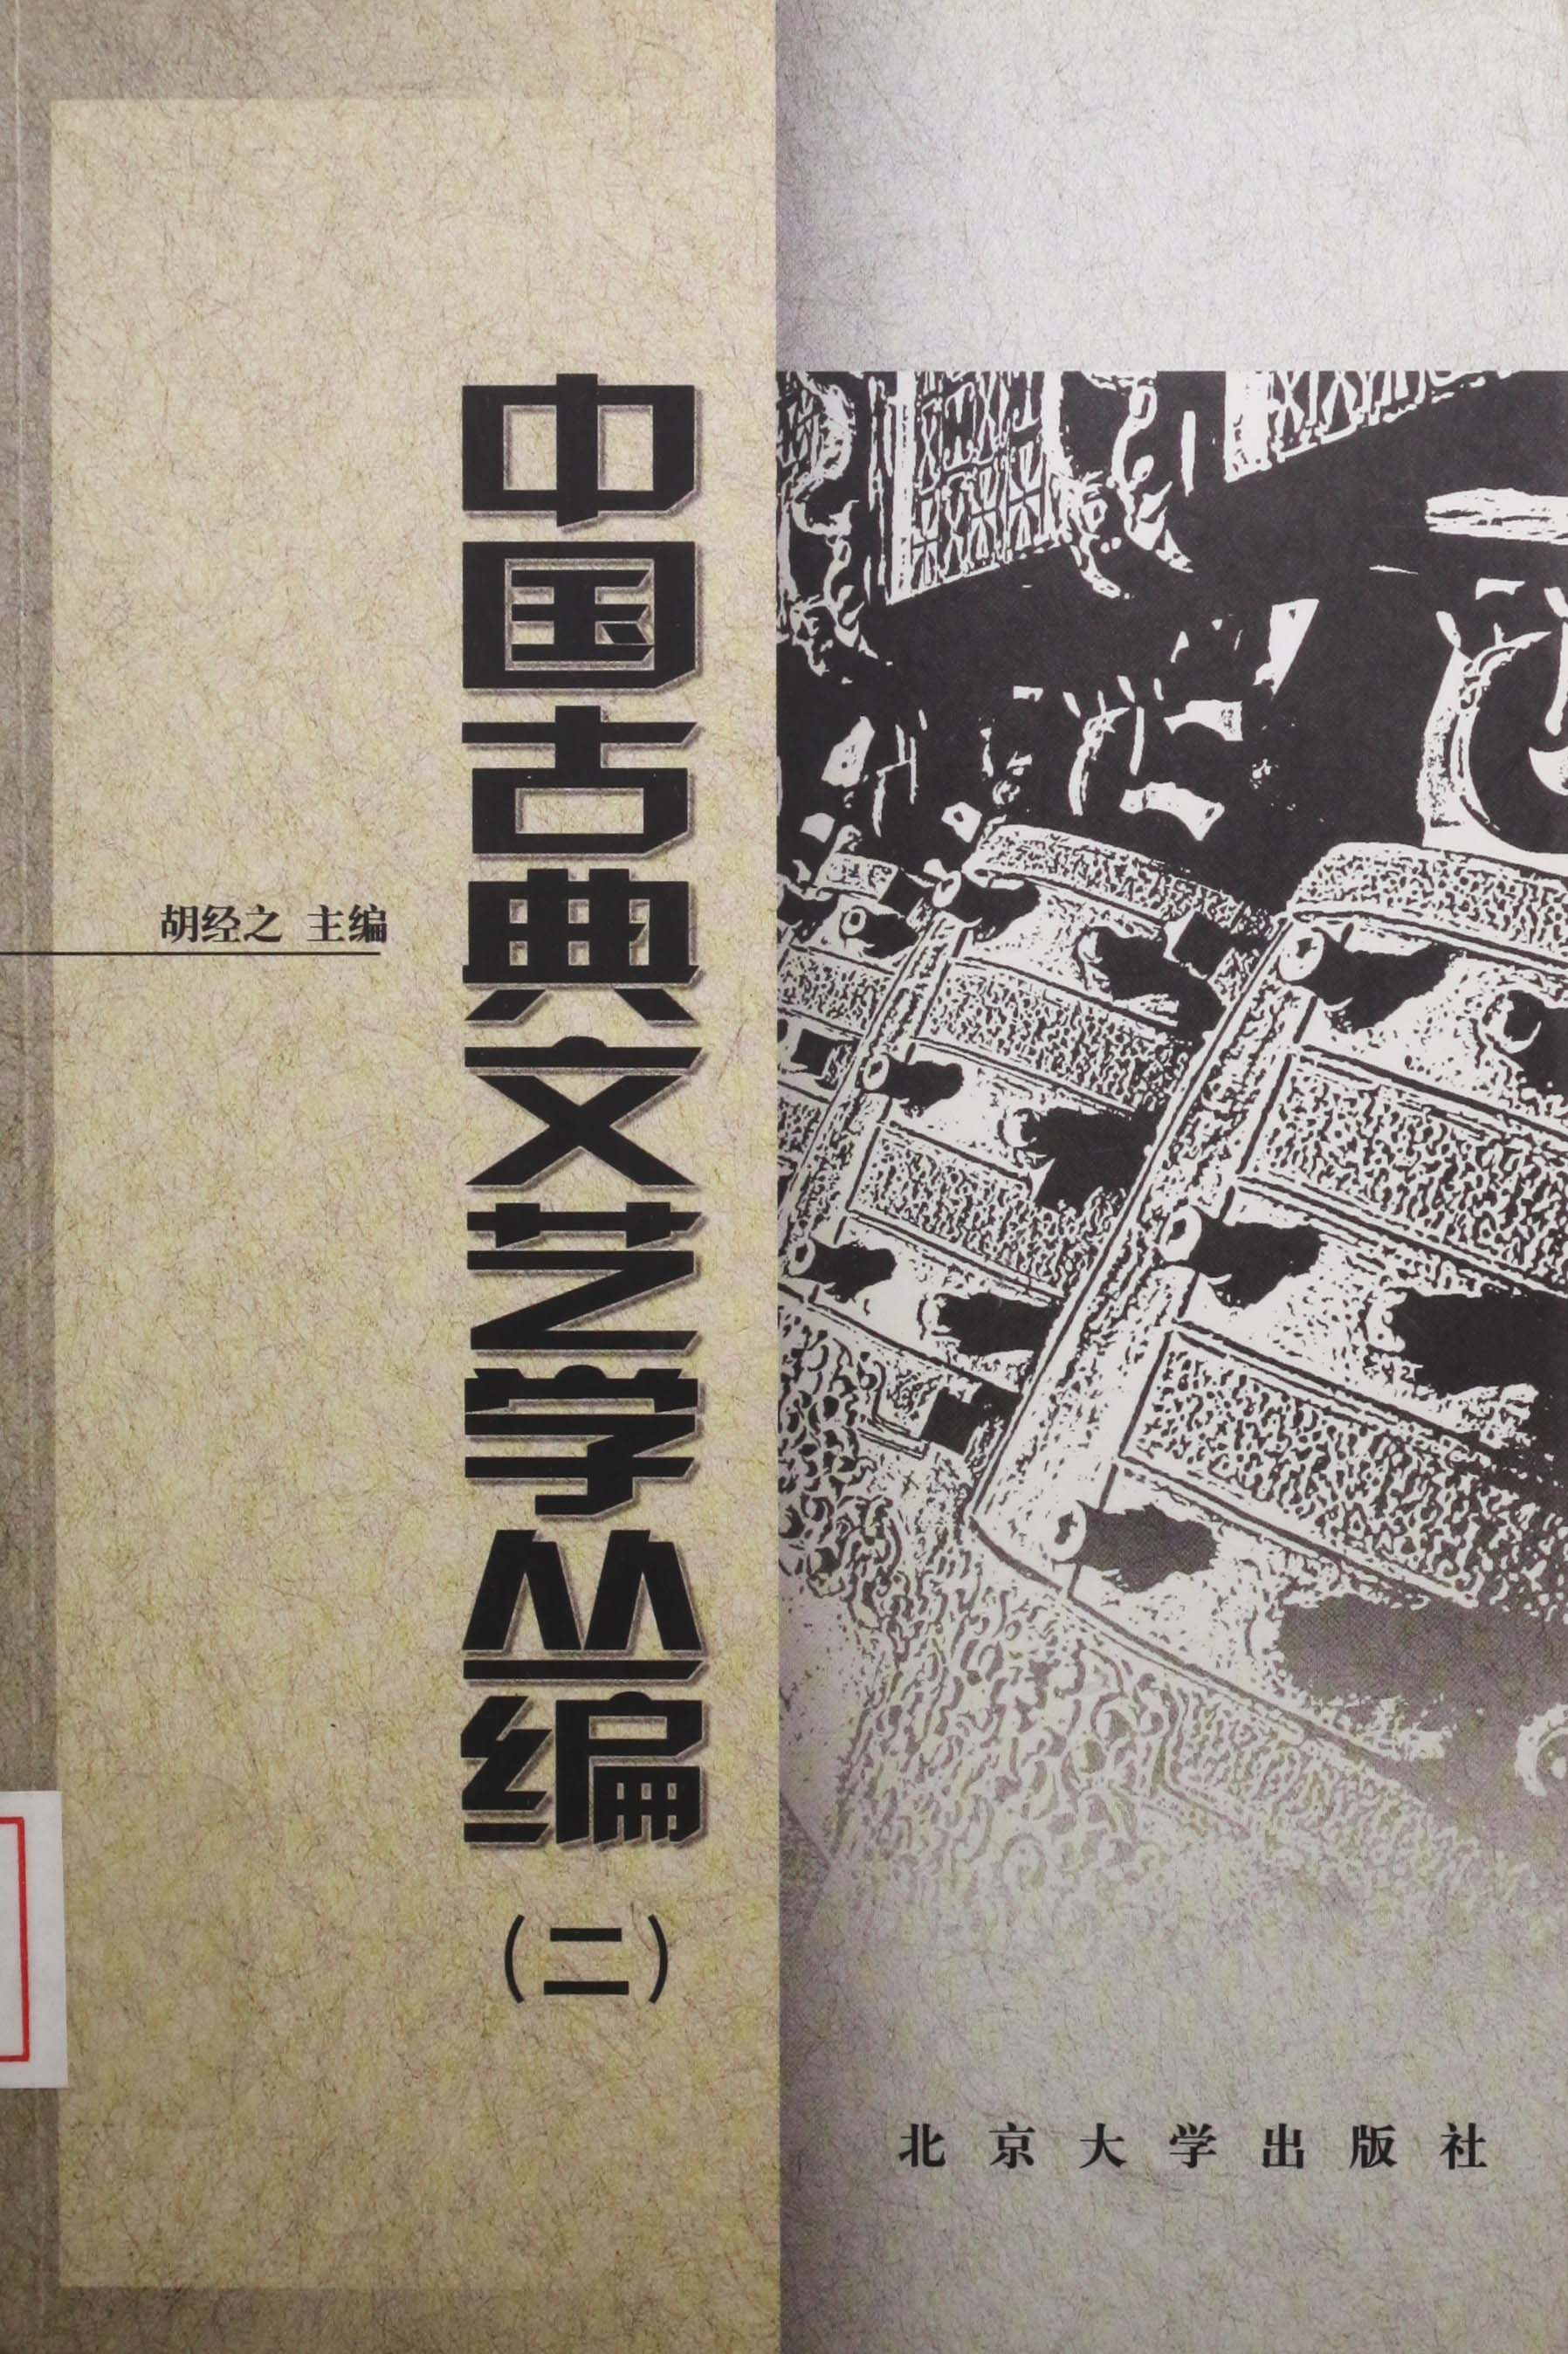 中国古典文艺学丛编
(二)
胡经之 主编
北京大学出版社